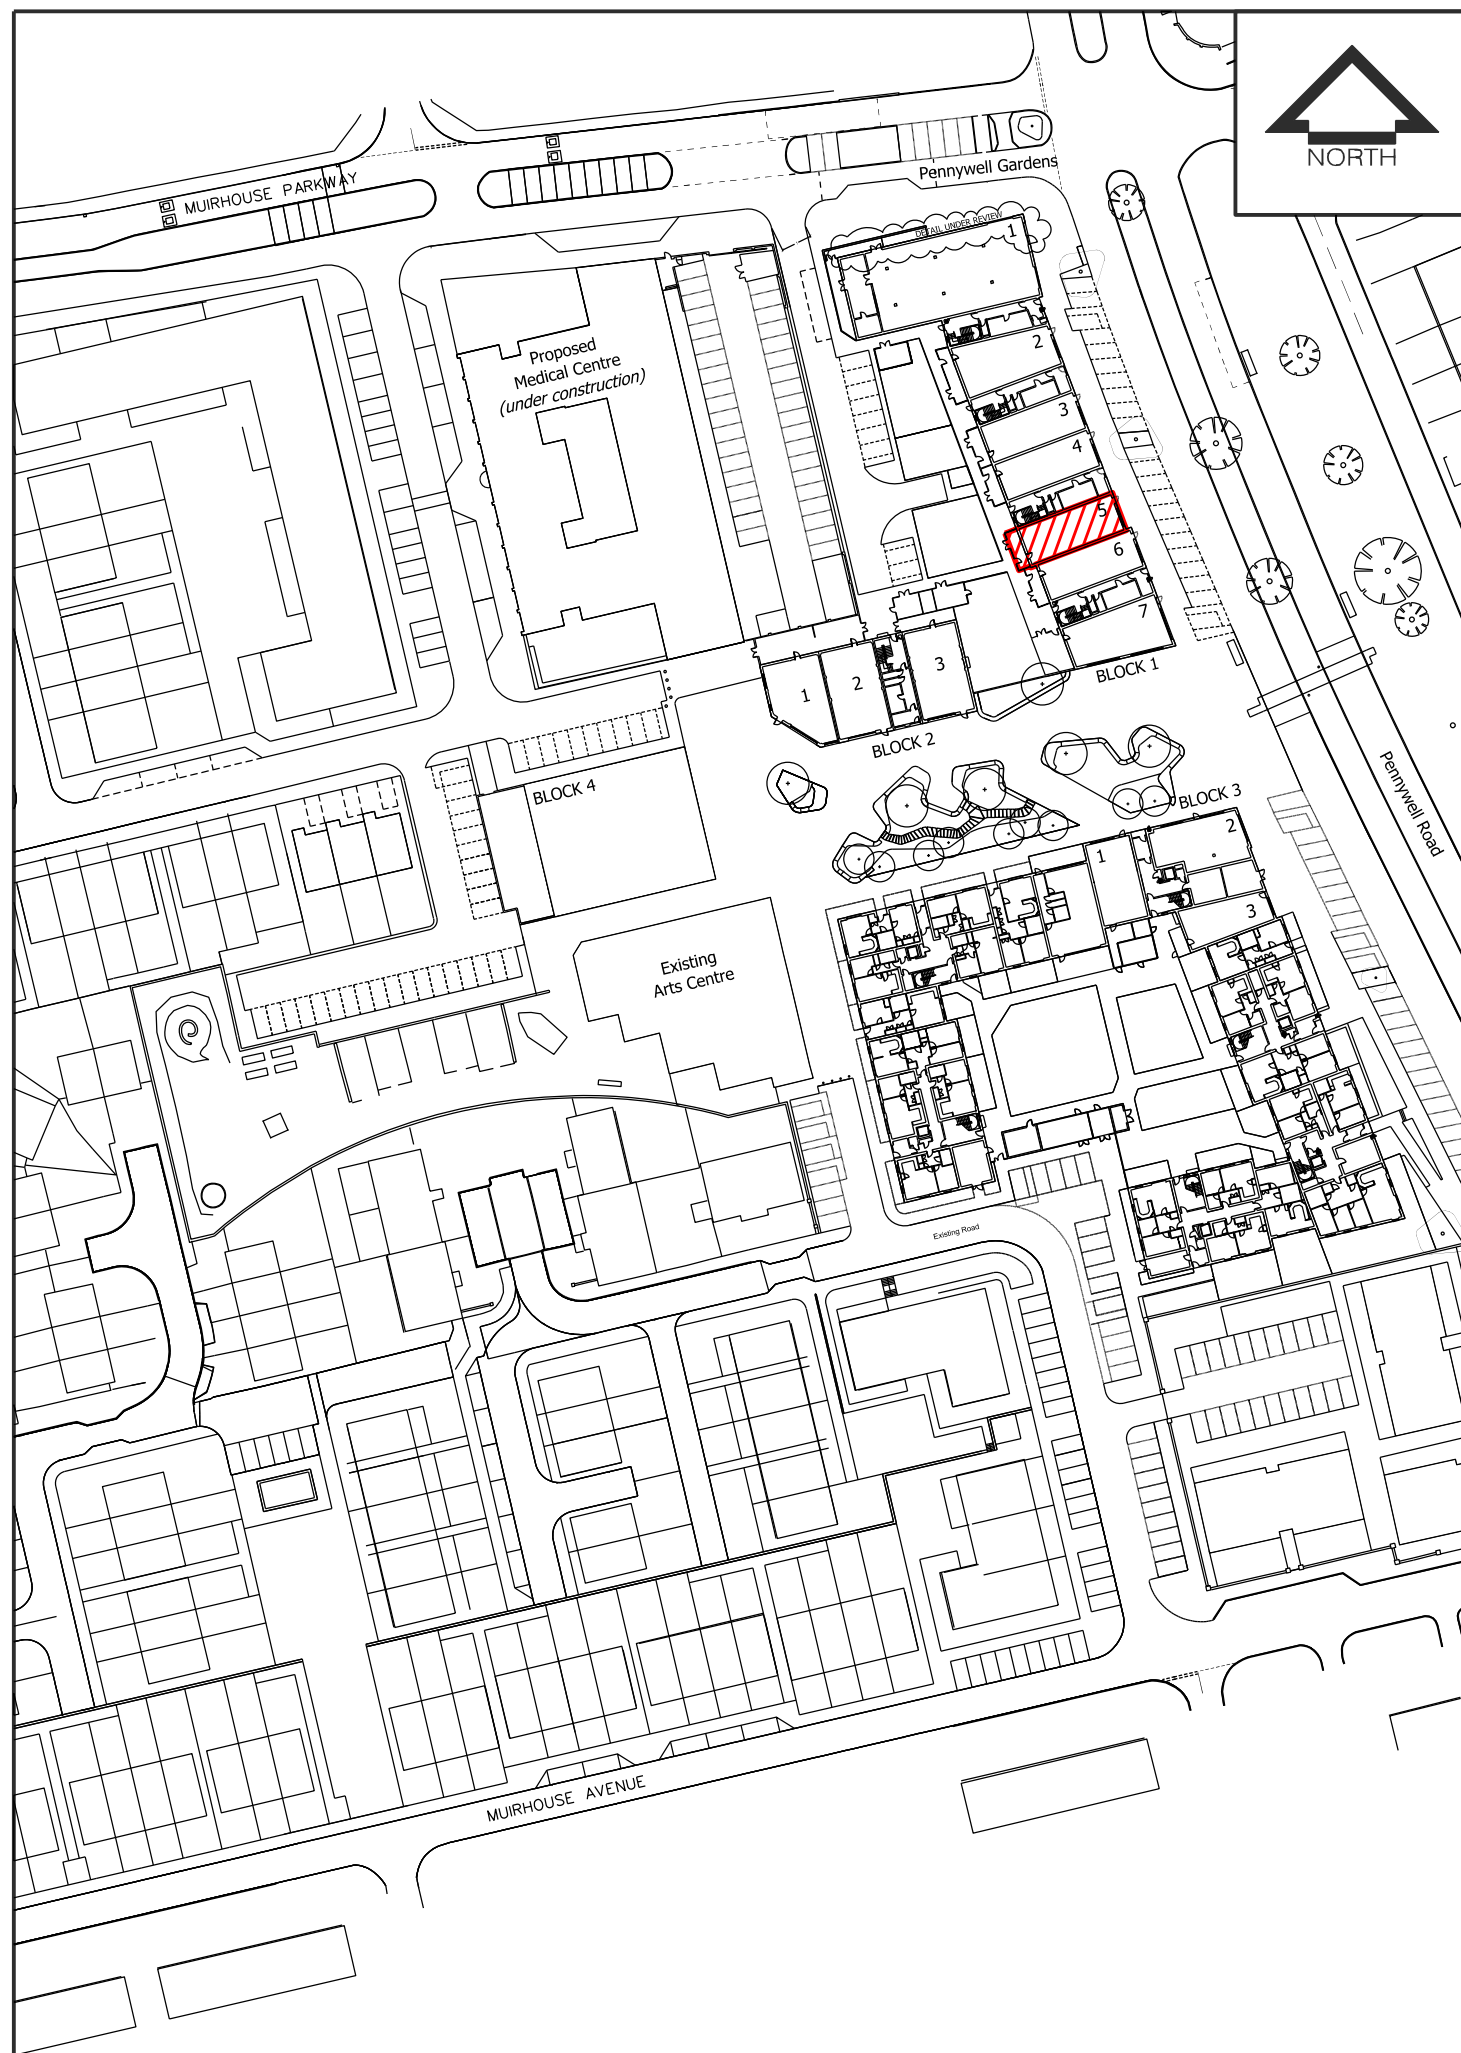 NORTH
MUIRHOUSE PARKWAY
Pennywell Gardens
DETAIL UNDER REVIEW
1
2
3
4
5
6
7
BLOCK 1
Proposed
Medical Centre
(under construction)
1
2
3
BLOCK 2
BLOCK 4
BLOCK 3
1
2
3
Pennywell Road
Existing
Arts Centre
Existing Road
MUIRHOUSE AVENUE